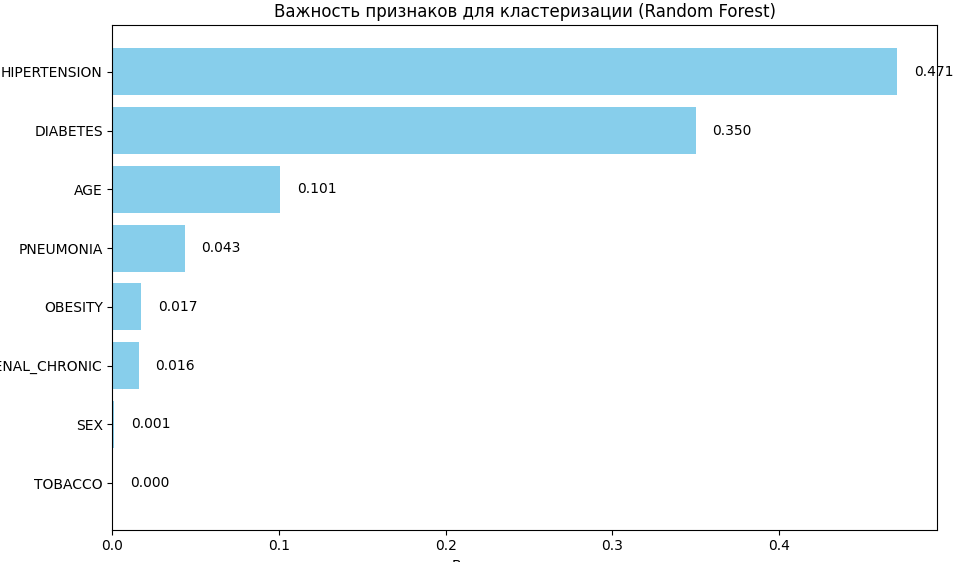 Важность признаков для кластеризации (Random Forest)
HIPERTENSION 0.471
DIABETES 0.350
AGE 0.101
PNEUMONIA 0.043
OBESITY 0.017
ENAL_CHRONIC 0.016
SEX 0.001
TOBACCO 0.000
0.0 0.1 0.2 0.3 0.4